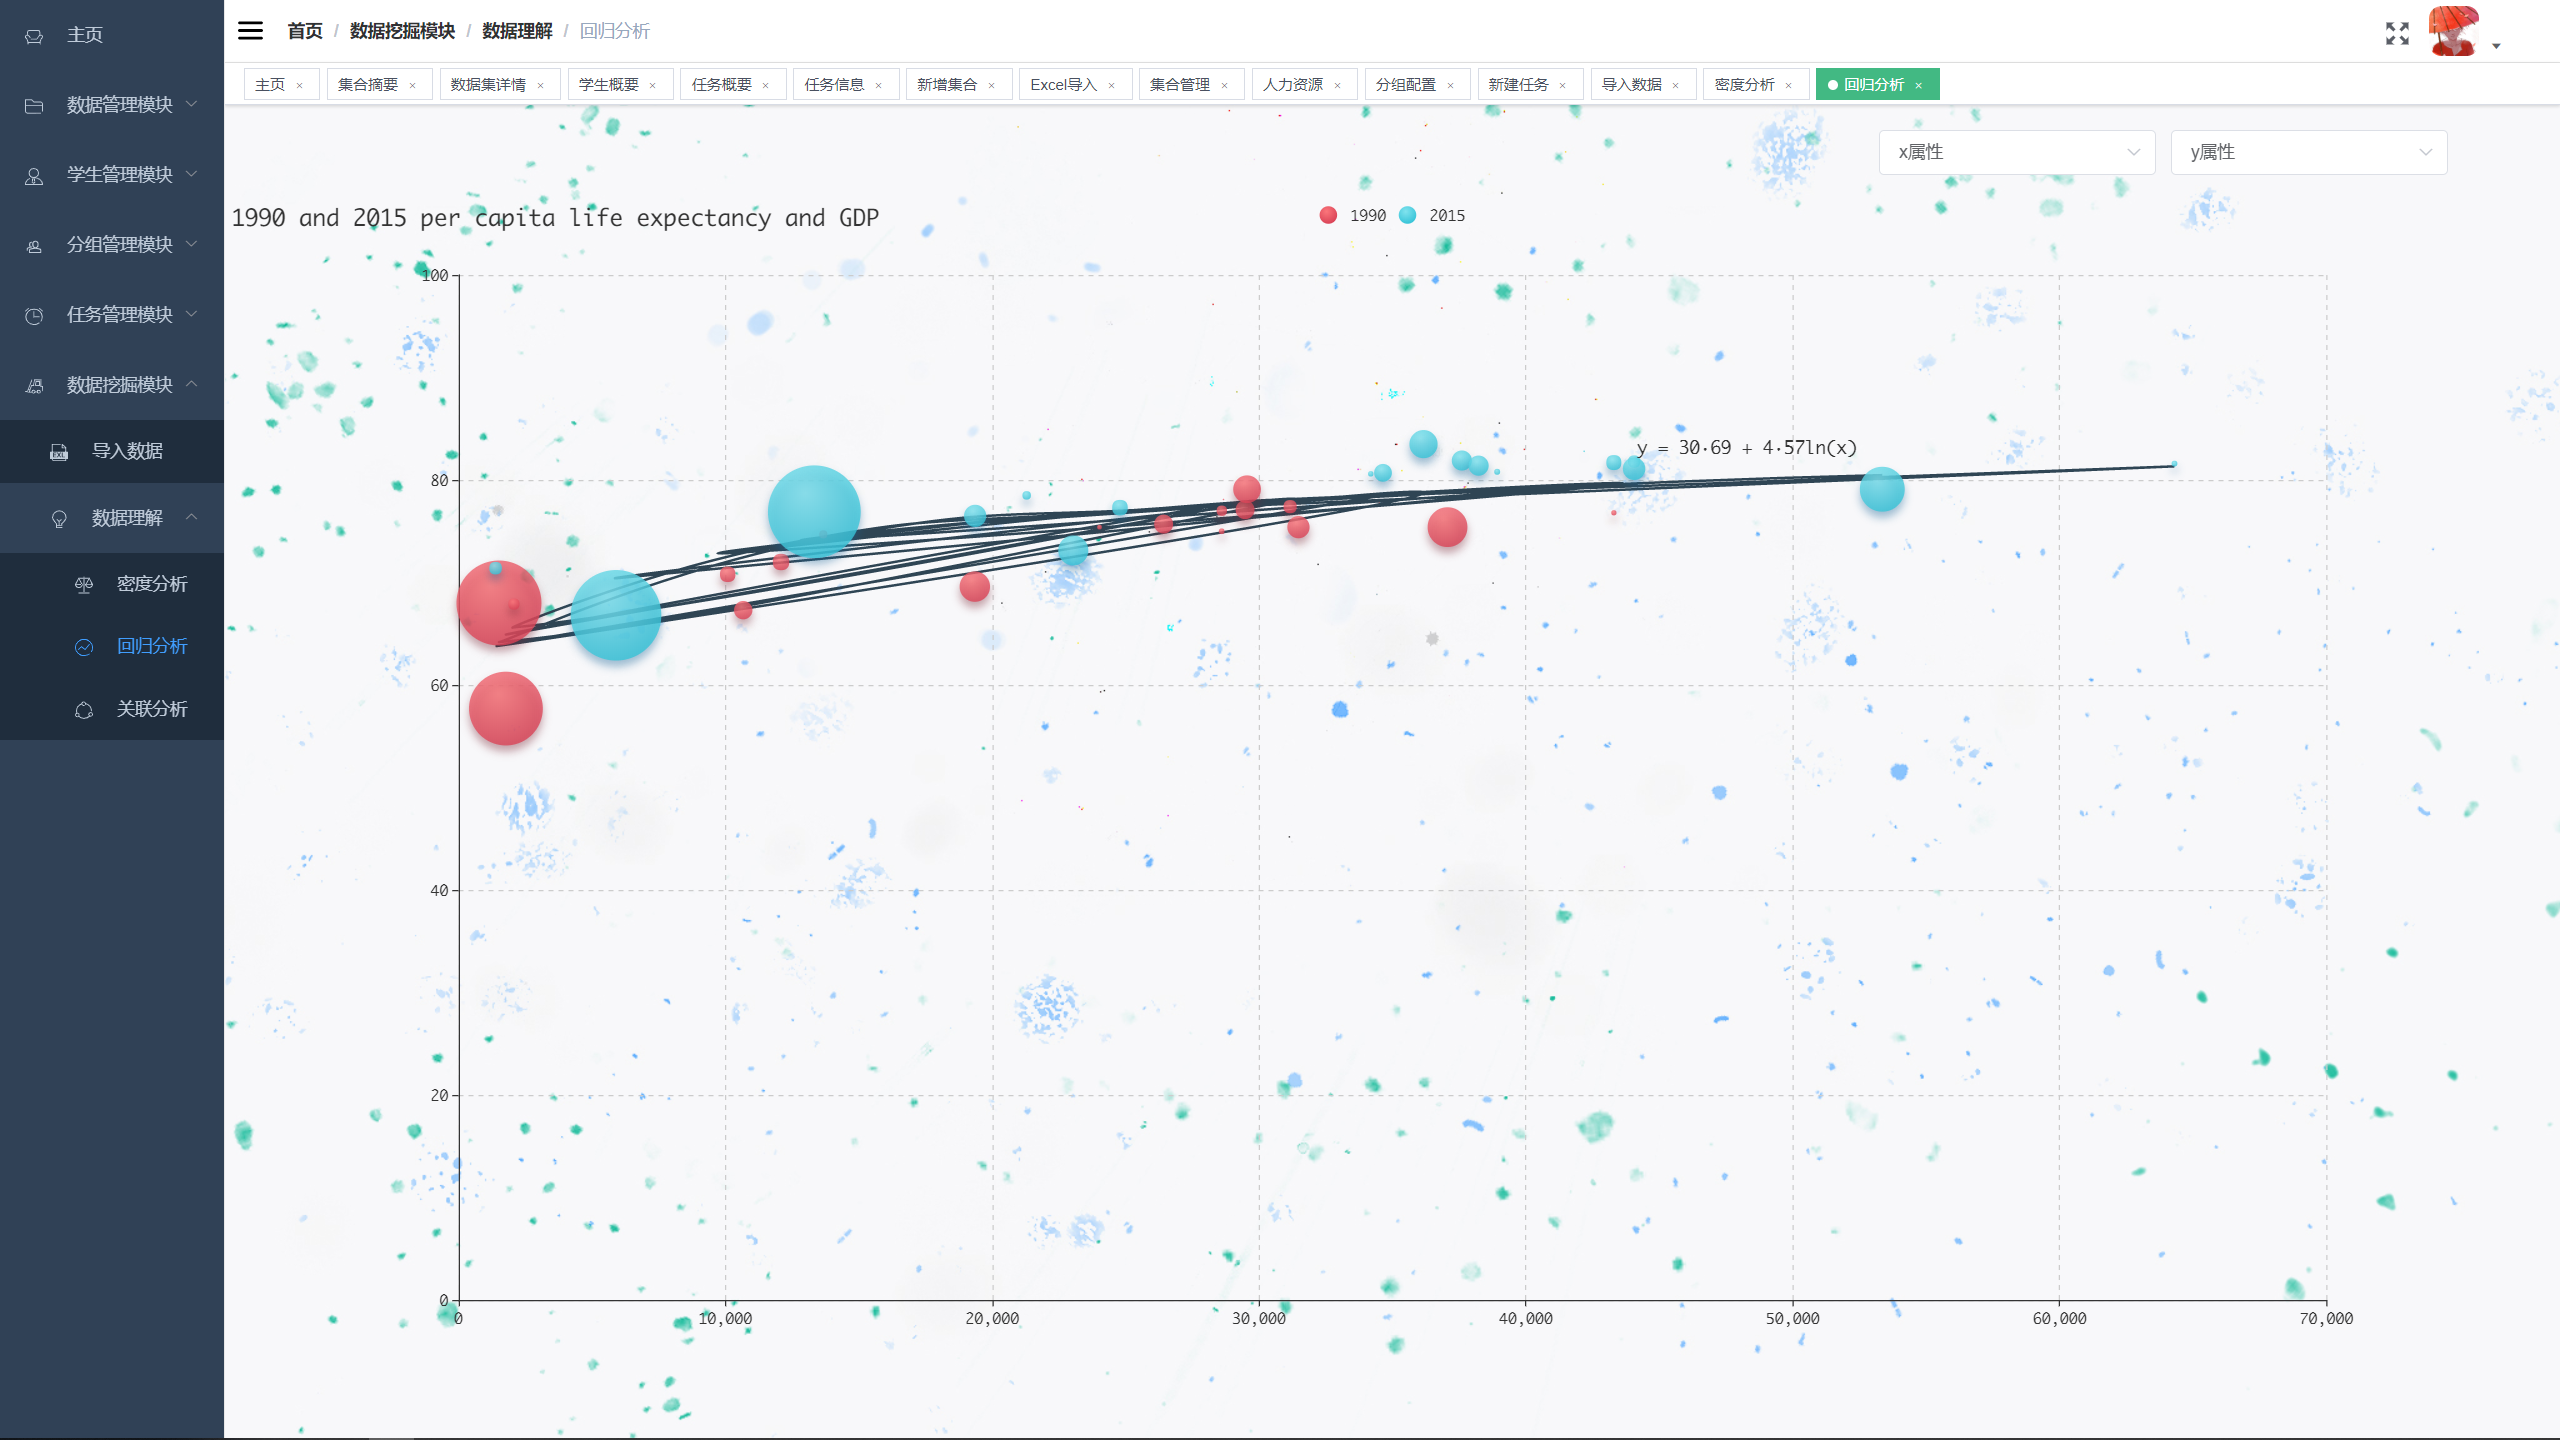 主页
数据管理模块
学生管理模块
分组管理模块
任务管理模块
数据挖掘模块
导入数据
数据理解
密度分析
回归分析
关联分析
首页 / 数据挖掘模块 / 数据理解 / 回归分析
主页 × 集合摘要 × 数据集详情 × 学生概要 × 任务概要 × 任务信息 × 新增集合 × Excel导入 × 集合管理 × 人力资源 × 分组配置 × 新建任务 × 导入数据 × 密度分析 × 回归分析 ×
x属性 y属性
1990 and 2015 per capita life expectancy and GDP
1990 2015
100
80
60
40
20
0
y = 30.69 + 4.57ln(x)
0 10,000 20,000 30,000 40,000 50,000 60,000 70,000